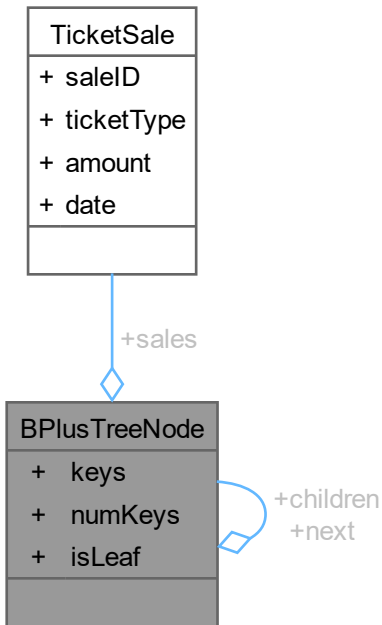 TicketSale
+ saleID
+ ticketType
+ amount
+ date
+sales
BPlusTreeNode
+ keys
+ numKeys
+ isLeaf
+children
+next